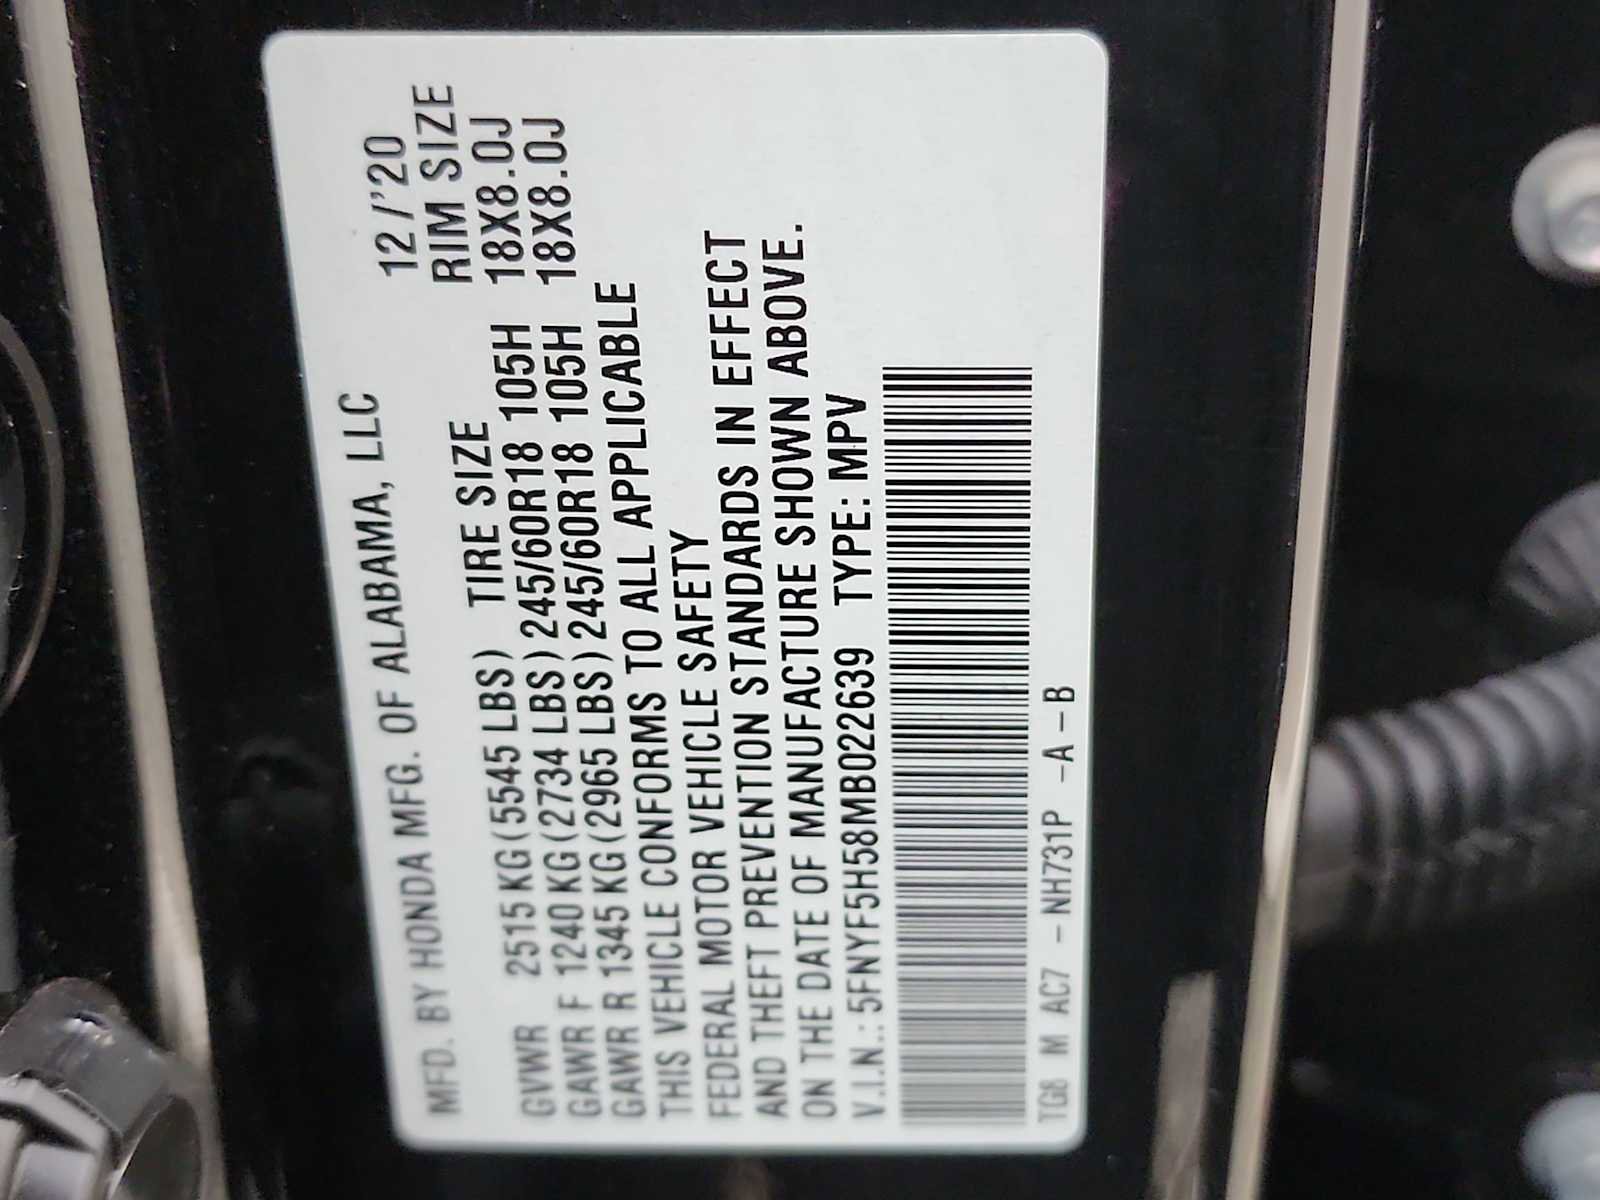 MFD. BY HONDA MFG. OF ALABAMA, LLC 12/'20
TIRE SIZE RIM SIZE
GVWR 2515 KG (5545 LBS)
GAWR F 1240 KG (2734 LBS) 245/60R18 105H 18X8.0J
GAWR R 1345 KG (2965 LBS) 245/60R18 105H 18X8.0J
THIS VEHICLE CONFORMS TO ALL APPLICABLE
FEDERAL MOTOR VEHICLE SAFETY
AND THEFT PREVENTION STANDARDS IN EFFECT
ON THE DATE OF MANUFACTURE SHOWN ABOVE.
V.I.N.: 5FNYF5H58MB022639 TYPE: MPV
TG8 M AC7 - NH731P - A - B